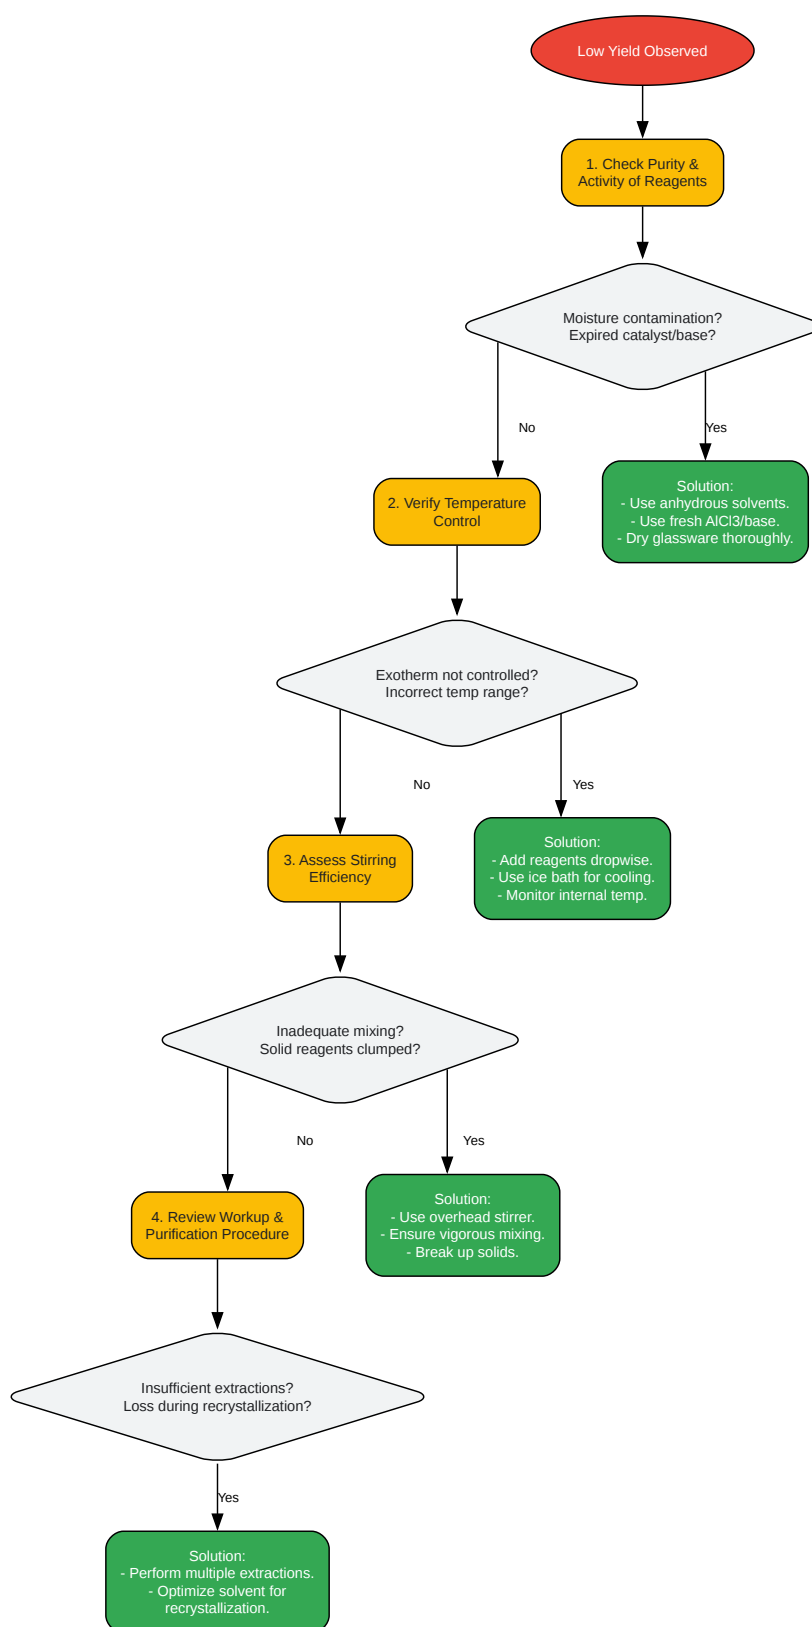 Low Yield Observed
1. Check Purity &
Activity of Reagents
Moisture contamination?
Expired catalyst/base?
No
Yes
2. Verify Temperature
Control
Solution:
- Use anhydrous solvents.
- Use fresh AlCl3/base.
- Dry glassware thoroughly.
Exotherm not controlled?
Incorrect temp range?
No
Yes
3. Assess Stirring
Efficiency
Solution:
- Add reagents dropwise.
- Use ice bath for cooling.
- Monitor internal temp.
Inadequate mixing?
Solid reagents clumped?
No
Yes
4. Review Workup &
Purification Procedure
Solution:
- Use overhead stirrer.
- Ensure vigorous mixing.
- Break up solids.
Insufficient extractions?
Loss during recrystallization?
Yes
Solution:
- Perform multiple extractions.
- Optimize solvent for
recrystallization.